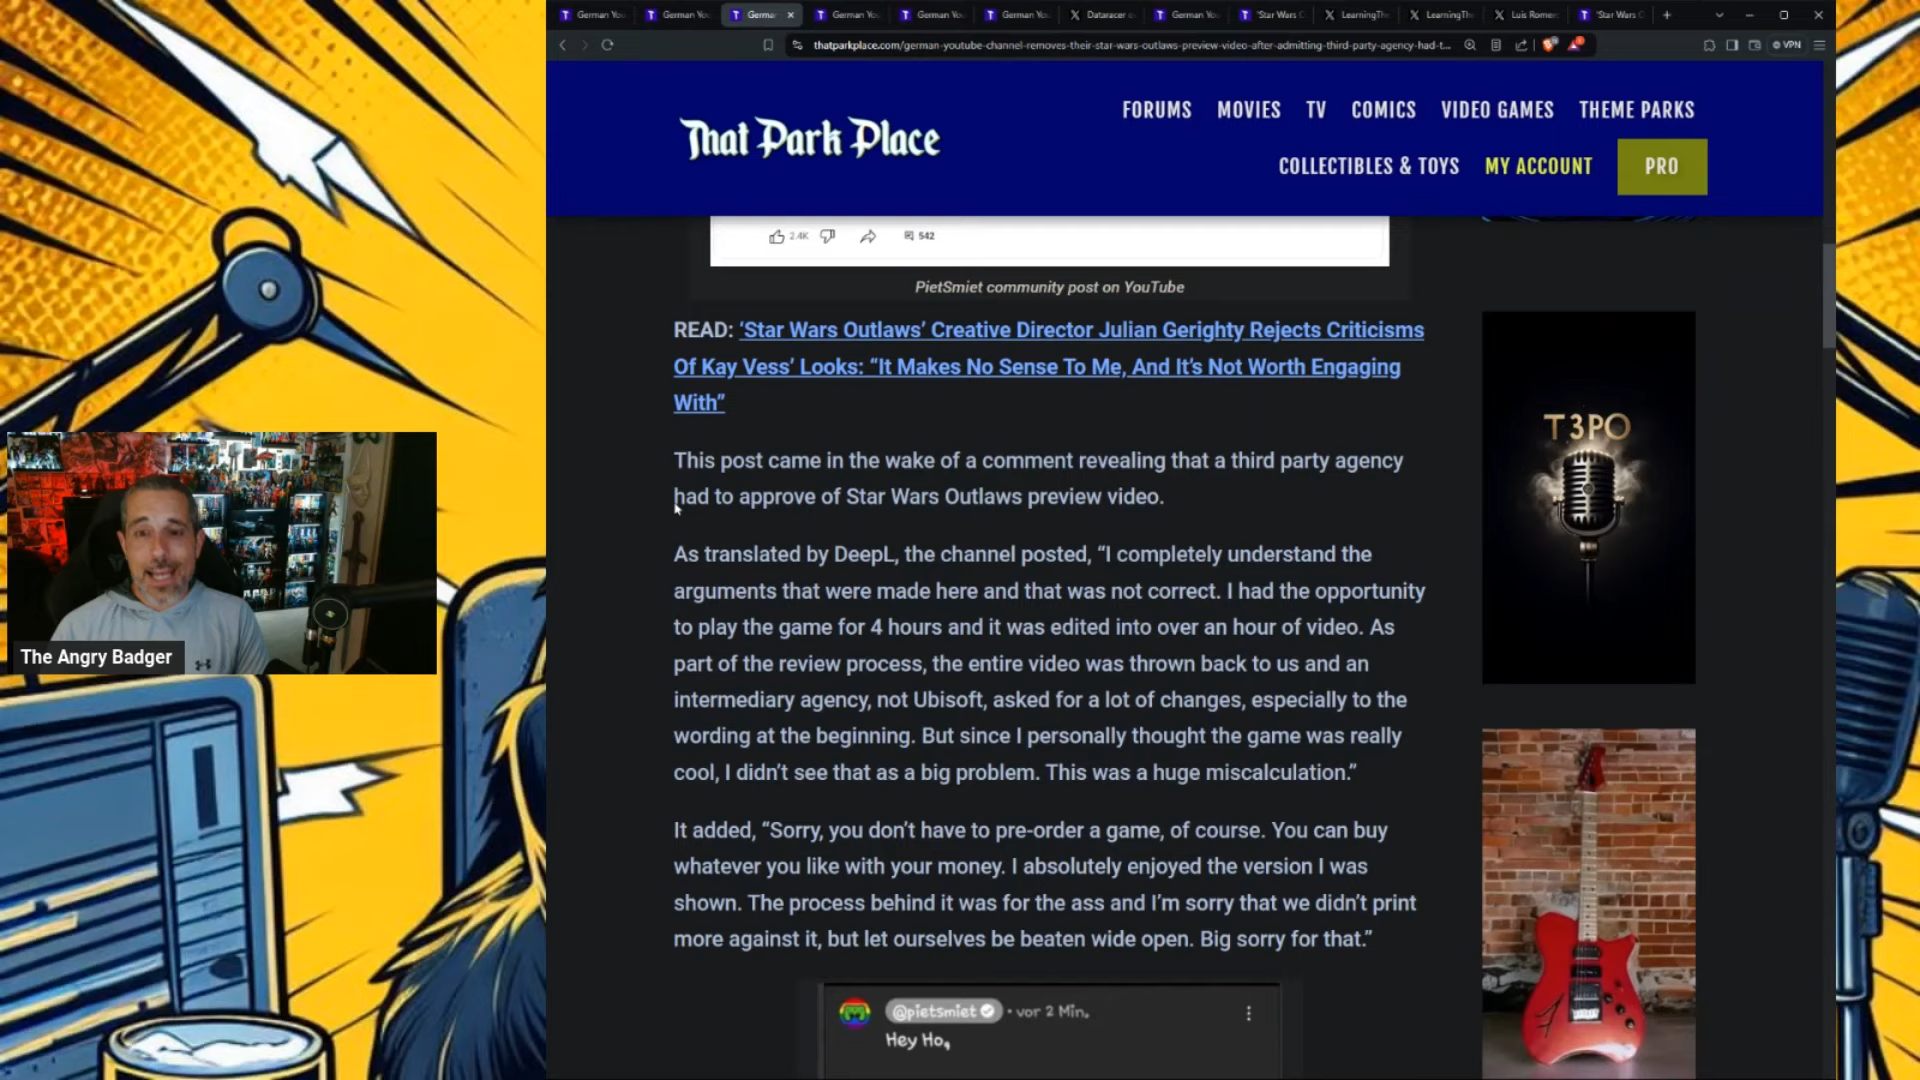 German You
German You
German
German You
German Yo
German You
Dataracer
German You
'Star Wars O
LearningTh
LearningTh
Luis Romer
'Star Wars O
thatparkplace.com/german-youtube-channel-removes-their-star-wars-outlaws-preview-video-after-admitting-third-party-agency-had-t...
VPN
That Park Place
FORUMS MOVIES TV COMICS VIDEO GAMES THEME PARKS
COLLECTIBLES & TOYS MY ACCOUNT PRO
2.4K 542
PietSmiet community post on YouTube
READ: ‘Star Wars Outlaws’ Creative Director Julian Gerighty Rejects Criticisms
Of Kay Vess’ Looks: “It Makes No Sense To Me, And It’s Not Worth Engaging
With”
This post came in the wake of a comment revealing that a third party agency
had to approve of Star Wars Outlaws preview video.
As translated by DeepL, the channel posted, “I completely understand the
arguments that were made here and that was not correct. I had the opportunity
to play the game for 4 hours and it was edited into over an hour of video. As
part of the review process, the entire video was thrown back to us and an
intermediary agency, not Ubisoft, asked for a lot of changes, especially to the
wording at the beginning. But since I personally thought the game was really
cool, I didn’t see that as a big problem. This was a huge miscalculation.”
It added, “Sorry, you don’t have to pre-order a game, of course. You can buy
whatever you like with your money. I absolutely enjoyed the version I was
shown. The process behind it was for the ass and I’m sorry that we didn’t print
more against it, but let ourselves be beaten wide open. Big sorry for that.”
@pietsmiet • vor 2 Min.
Hey Ho,
T3PO
The Angry Badger